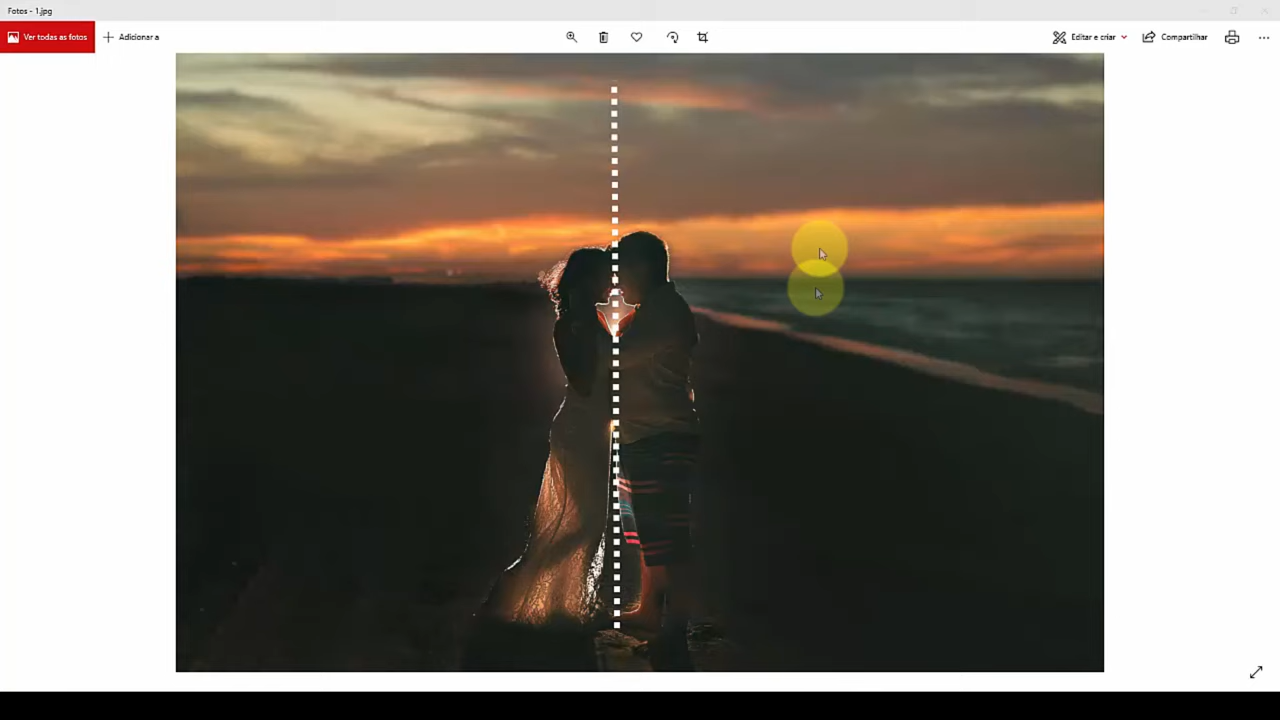 Fotos - 1.jpg
Ver todas as fotos
Adicionar a
Editar e criar
Compartilhar